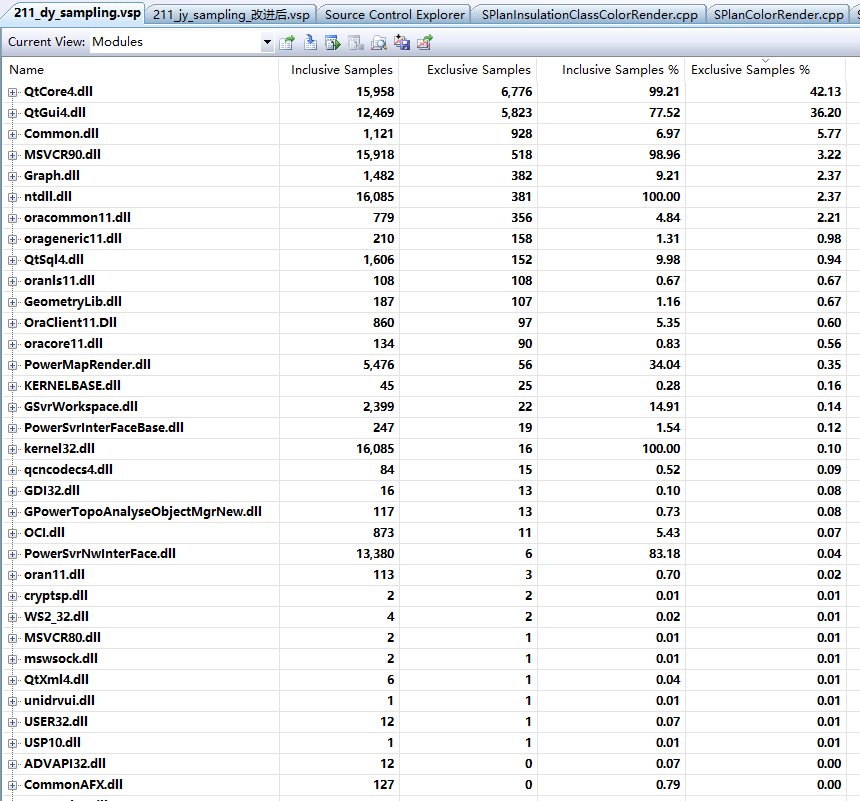 211_dy_sampling.vsp 211_jy_sampling_改进后.vsp Source Control Explorer SPlanInsulationClassColorRender.cpp SPlanColorRender.cpp
Current View: Modules
Name Inclusive Samples Exclusive Samples Inclusive Samples % Exclusive Samples %
QtCore4.dll 15,958 6,776 99.21 42.13
QtGui4.dll 12,469 5,823 77.52 36.20
Common.dll 1,121 928 6.97 5.77
MSVCR90.dll 15,918 518 98.96 3.22
Graph.dll 1,482 382 9.21 2.37
ntdll.dll 16,085 381 100.00 2.37
oracommon11.dll 779 356 4.84 2.21
orageneric11.dll 210 158 1.31 0.98
QtSql4.dll 1,606 152 9.98 0.94
oranls11.dll 108 108 0.67 0.67
GeometryLib.dll 187 107 1.16 0.67
OraClient11.Dll 860 97 5.35 0.60
oracore11.dll 134 90 0.83 0.56
PowerMapRender.dll 5,476 56 34.04 0.35
KERNELBASE.dll 45 25 0.28 0.16
GSvrWorkspace.dll 2,399 22 14.91 0.14
PowerSvrInterFaceBase.dll 247 19 1.54 0.12
kernel32.dll 16,085 16 100.00 0.10
qcncodecs4.dll 84 15 0.52 0.09
GDI32.dll 16 13 0.10 0.08
GPowerTopoAnalyseObjectMgrNew.dll 117 13 0.73 0.08
OCI.dll 873 11 5.43 0.07
PowerSvrNwInterFace.dll 13,380 6 83.18 0.04
oran11.dll 113 3 0.70 0.02
cryptsp.dll 2 2 0.01 0.01
WS2_32.dll 4 2 0.02 0.01
MSVCR80.dll 2 1 0.01 0.01
mswsock.dll 2 1 0.01 0.01
QtXml4.dll 6 1 0.04 0.01
unidrvui.dll 1 1 0.01 0.01
USER32.dll 12 1 0.07 0.01
USP10.dll 1 1 0.01 0.01
ADVAPI32.dll 12 0 0.07 0.00
CommonAFX.dll 127 0 0.79 0.00